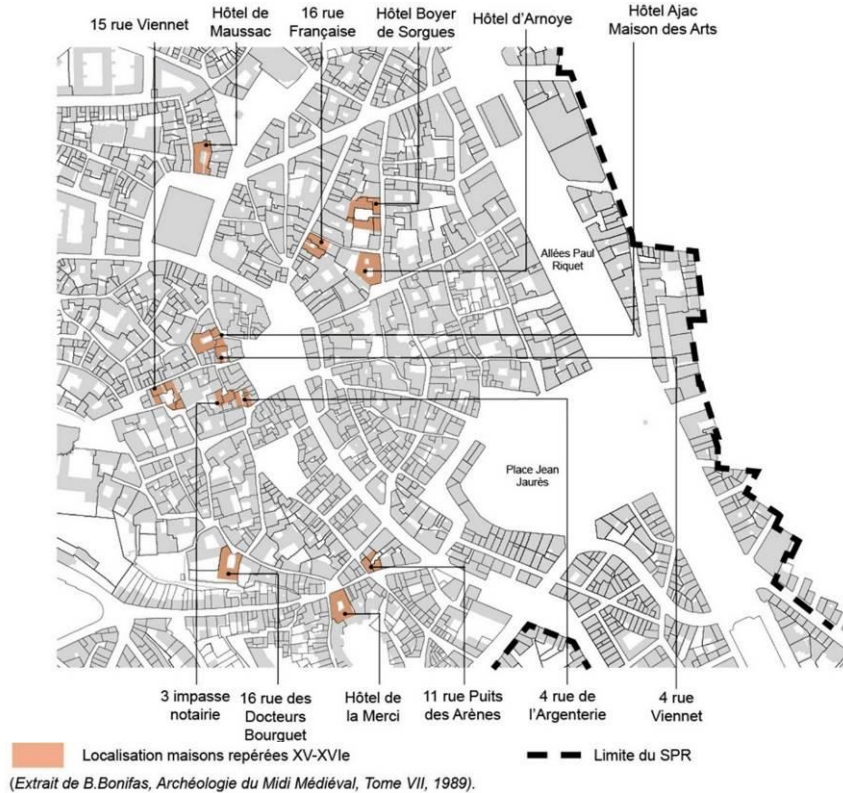 15 rue Viennet
Hôtel de
Maussac
16 rue
Française
Hôtel Boyer
de Sorgues
Hôtel d’Arnoye
Hôtel Ajac
Maison des Arts
Allées Paul
Riquet
Place Jean
Jaurès
3 impasse
notairie
16 rue des
Docteurs
Bourguet
Hôtel de
la Merci
11 rue Puits
des Arènes
4 rue de
l’Argenterie
4 rue
Viennet
Localisation maisons repérées XV-XVIe
Limite du SPR
(Extrait de B.Bonifas, Archéologie du Midi Médiéval, Tome VII, 1989).